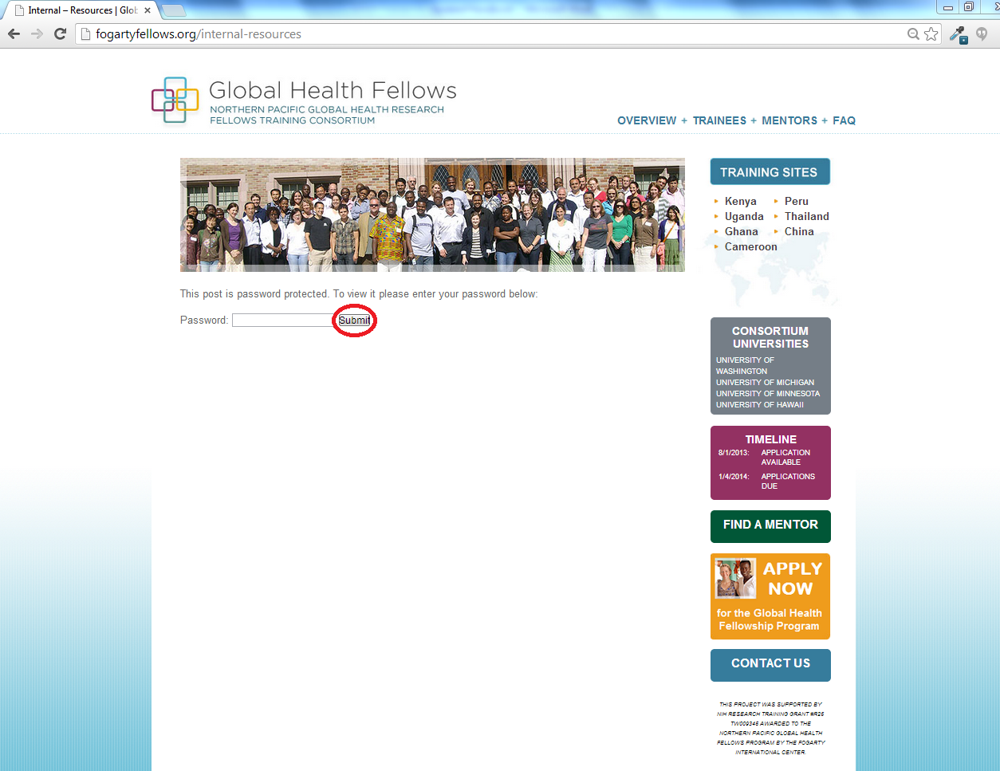 Internal – Resources | Glob
fogartyfellows.org/internal-resources
Global Health Fellows
NORTHERN PACIFIC GLOBAL HEALTH RESEARCH
FELLOWS TRAINING CONSORTIUM
OVERVIEW + TRAINEES + MENTORS + FAQ
This post is password protected. To view it please enter your password below:
Password:
Submit
TRAINING SITES
Kenya
Peru
Uganda
Thailand
Ghana
China
Cameroon
CONSORTIUM
UNIVERSITIES
UNIVERSITY OF
WASHINGTON
UNIVERSITY OF MICHIGAN
UNIVERSITY OF MINNESOTA
UNIVERSITY OF HAWAII
TIMELINE
8/1/2013: APPLICATION
AVAILABLE
1/4/2014: APPLICATIONS
DUE
FIND A MENTOR
APPLY
NOW
for the Global Health
Fellowship Program
CONTACT US
THIS PROJECT WAS SUPPORTED BY
NIH RESEARCH TRAINING GRANT #R25
TW009345 AWARDED TO THE
NORTHERN PACIFIC GLOBAL HEALTH
FELLOWS PROGRAM BY THE FOGARTY
INTERNATIONAL CENTER.